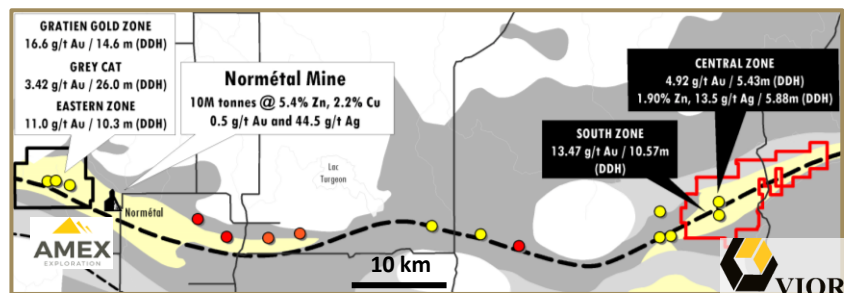 GRATIEN GOLD ZONE
16.6 g/t Au / 14.6 m (DDH)
GREY CAT
3.42 g/t Au / 26.0 m (DDH)
EASTERN ZONE
11.0 g/t Au / 10.3 m (DDH)
Normétal Mine
10M tonnes @ 5.4% Zn, 2.2% Cu
0.5 g/t Au and 44.5 g/t Ag
CENTRAL ZONE
4.92 g/t Au / 5.43m (DDH)
1.90% Zn, 13.5 g/t Ag / 5.88m (DDH)
SOUTH ZONE
13.47 g/t Au / 10.57m
(DDH)
Lac
Turgeon
Normétal
AMEX
EXPLORATION
10 km
VIOR